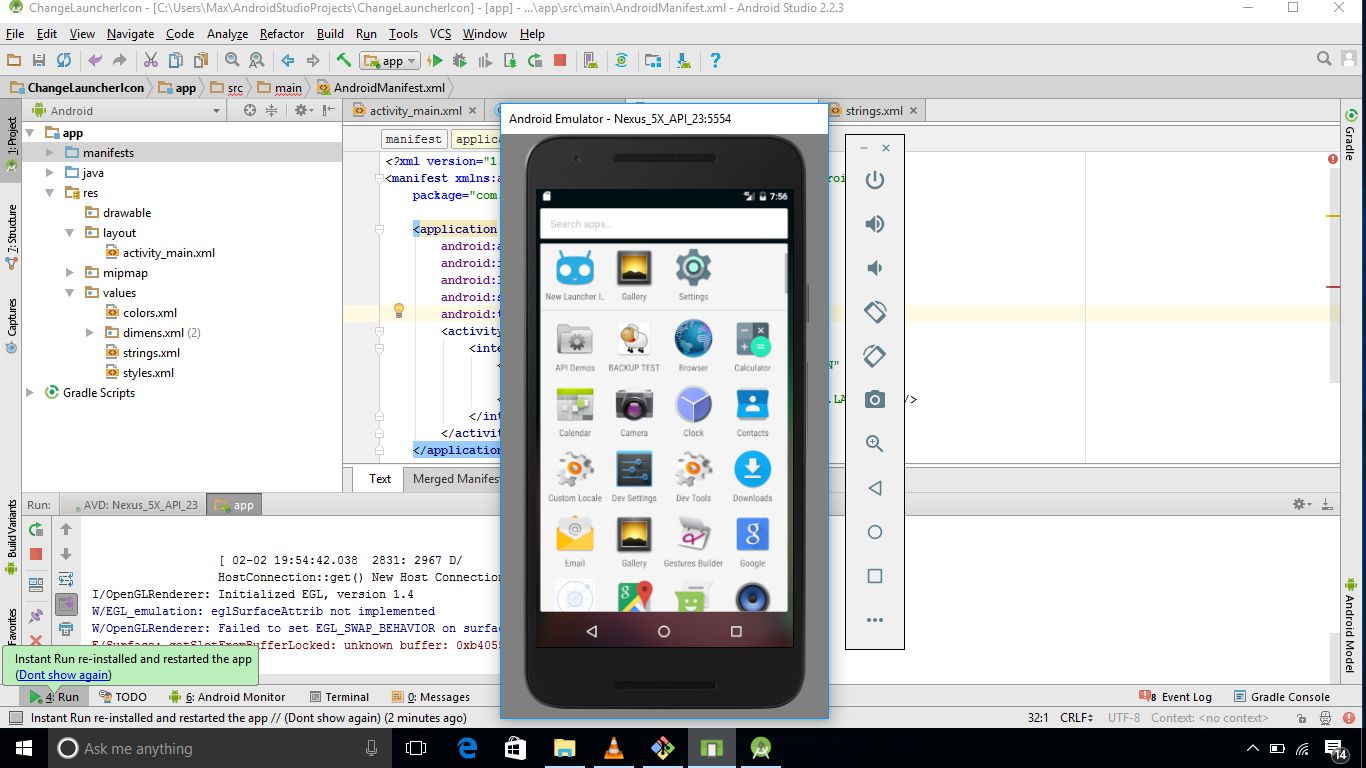 ChangeLauncherIcon - [C:\Users\Max\AndroidStudioProjects\ChangeLauncherIcon] - [app] - ...\app\src\main\AndroidManifest.xml - Android Studio 2.2.3
File Edit View Navigate Code Analyze Refactor Build Run Tools VCS Window Help
app
ChangeLauncherIcon app src main AndroidManifest.xml
Android
activity_main.xml
strings.xml
1: Project
7: Structure
Captures
Build Variants
Favorites
app
manifests
java
res
drawable
layout
activity_main.xml
mipmap
values
colors.xml
dimens.xml (2)
strings.xml
styles.xml
Gradle Scripts
manifest applic
<?xml version="1.
<manifest xmlns:a
package="com.
<application
android:a
android:i
android:l
android:s
android:t
<activity
<inte
<
N"
<
.LA
/>
</int
</activit
</application
Text Merged Manifes
Android Emulator - Nexus_5X_API_23:5554
7:56
Search apps...
New Launcher I.. Gallery Settings
API Demos BACKUP TEST Browser Calculator
Calendar Camera Clock Contacts
Custom Locale Dev Settings Dev Tools Downloads
Email Gallery Gestures Builder Google
Gradle
Android Model
Run: AVD: Nexus_5X_API_23 app
[ 02-02 19:54:42.038 2831: 2967 D/
HostConnection::get() New Host Connection
I/OpenGLRenderer: Initialized EGL, version 1.4
W/EGL_emulation: eglSurfaceAttrib not implemented
W/OpenGLRenderer: Failed to set EGL_SWAP_BEHAVIOR on surfac
E/Surface: getSlotFromBufferLocked: unknown buffer: 0xb4055
Instant Run re-installed and restarted the app
(Dont show again)
4: Run TODO 6: Android Monitor Terminal 0: Messages 8 Event Log Gradle Console
Instant Run re-installed and restarted the app // (Dont show again) (2 minutes ago) 32:1 CRLF UTF-8 Context: <no context>
Ask me anything
14